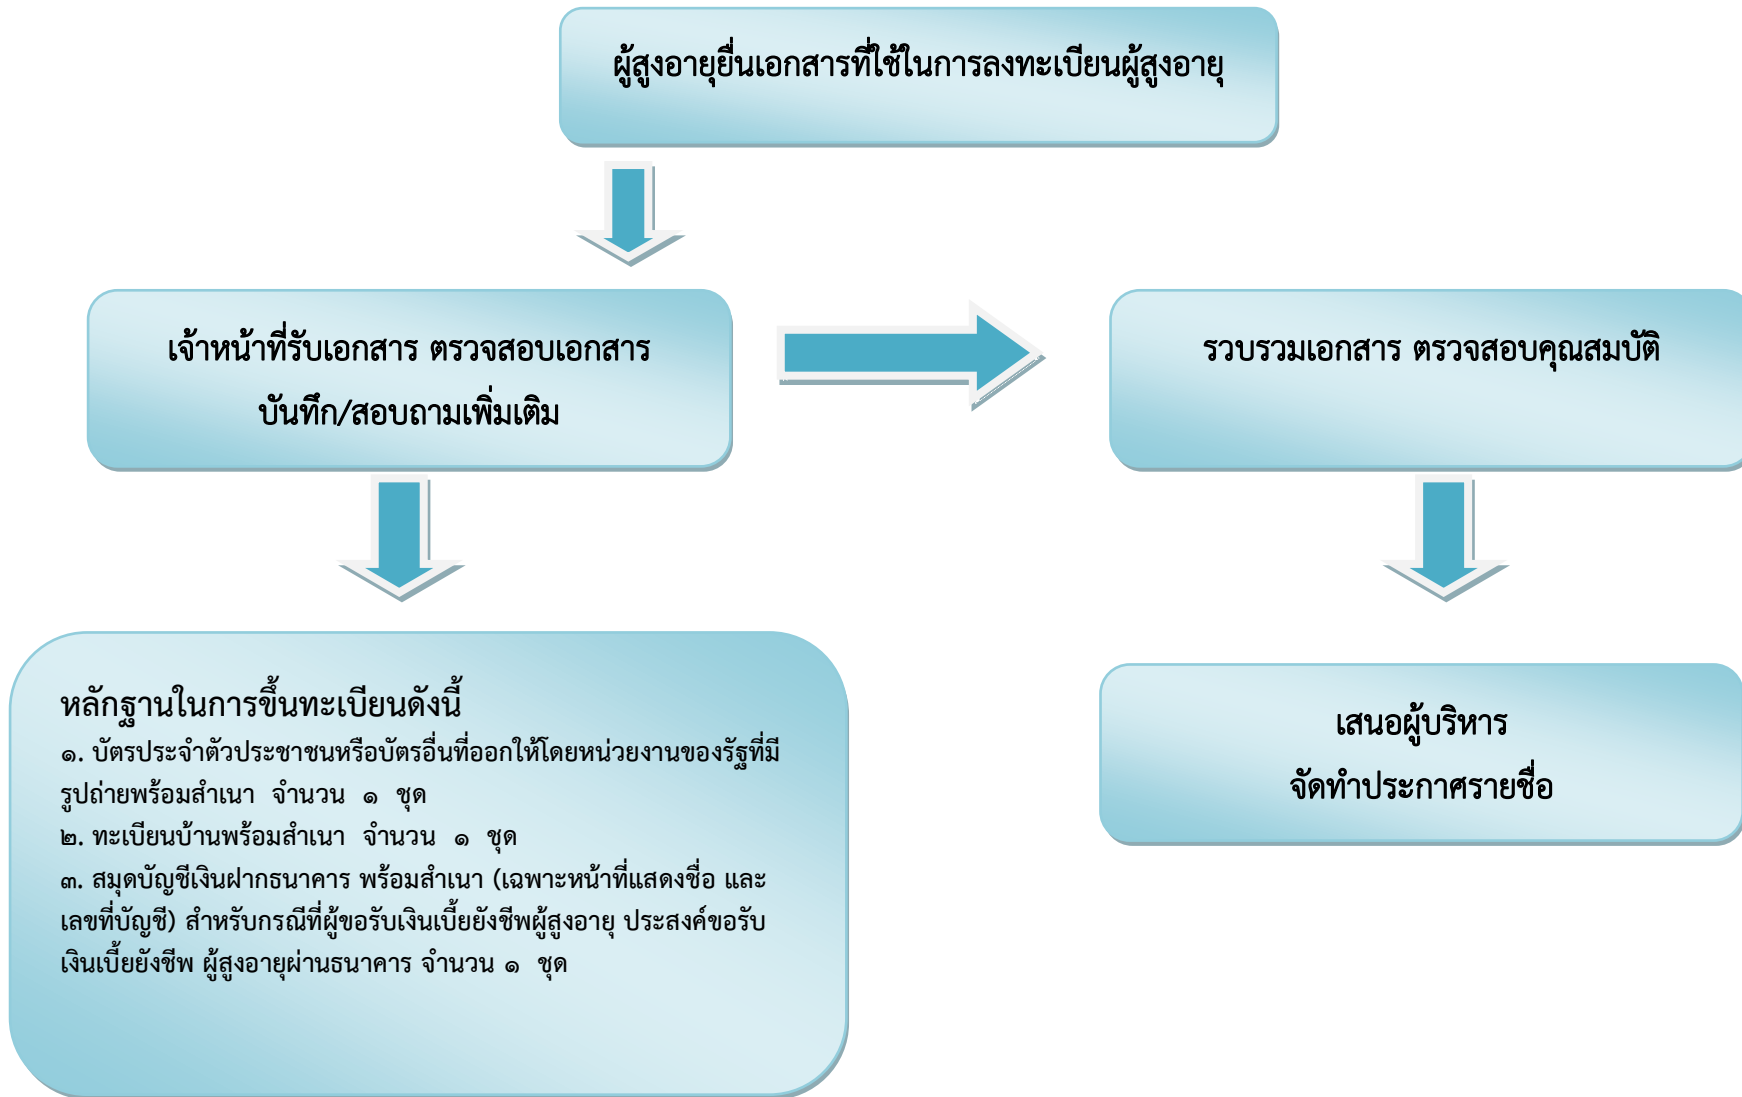 ผู้สูงอายุยื่นเอกสารที่ใช้ในการลงทะเบียนผู้สูงอายุ
เจ้าหน้าที่รับเอกสาร ตรวจสอบเอกสาร
บันทึก/สอบถามเพิ่มเติม
รวบรวมเอกสาร ตรวจสอบคุณสมบัติ
หลักฐานในการขึ้นทะเบียนดังนี้
๑. บัตรประจำตัวประชาชนหรือบัตรอื่นที่ออกให้โดยหน่วยงานของรัฐที่มี
รูปถ่ายพร้อมสำเนา จำนวน ๑ ชุด
๒. ทะเบียนบ้านพร้อมสำเนา จำนวน ๑ ชุด
๓. สมุดบัญชีเงินฝากธนาคาร พร้อมสำเนา (เฉพาะหน้าที่แสดงชื่อ และ
เลขที่บัญชี) สำหรับกรณีที่ผู้ขอรับเงินเบี้ยยังชีพผู้สูงอายุ ประสงค์ขอรับ
เงินเบี้ยยังชีพ ผู้สูงอายุผ่านธนาคาร จำนวน ๑ ชุด
เสนอผู้บริหาร
จัดทำประกาศรายชื่อ